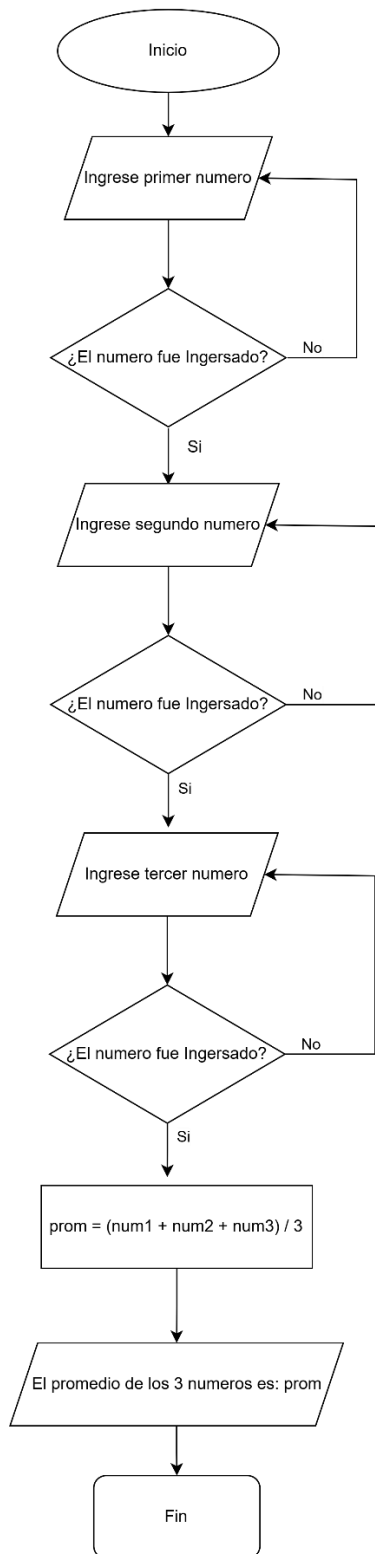 Inicio
Ingrese primer numero
¿El numero fue Ingersado?
No
Si
Ingrese segundo numero
¿El numero fue Ingersado?
No
Si
Ingrese tercer numero
¿El numero fue Ingersado?
No
Si
prom = (num1 + num2 + num3) / 3
El promedio de los 3 numeros es: prom
Fin